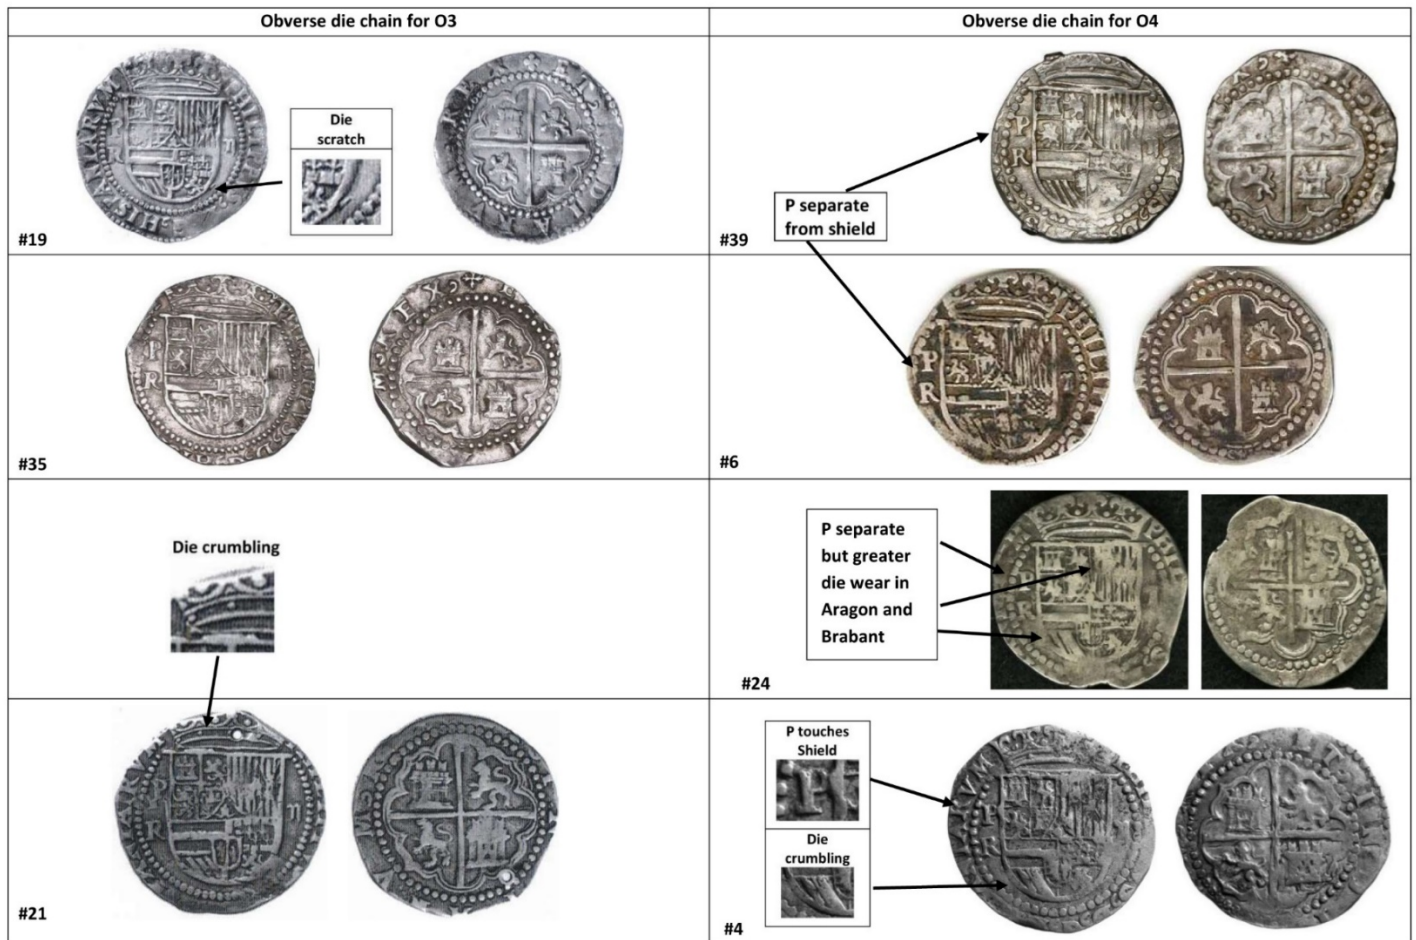 Obverse die chain for O3
Obverse die chain for O4
Die
scratch
#19
P separate
from shield
#39
#35
#6
Die crumbling
P separate
but greater
die wear in
Aragon and
Brabant
#24
#21
P touches
Shield
Die
crumbling
#4